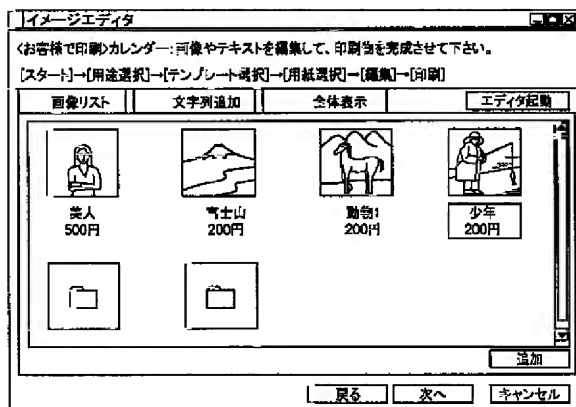 イメージエディタ
<お客様で印刷>カレンダー:画像やテキストを編集して、印刷物を完成させて下さい。
[スタート]→[用途選択]→[テンプレート選択]→[用紙選択]→[編集]→[印刷]
画像リスト 文字列追加 全体表示 エディタ起動
美人 富士山 動物1 少年
500円 200円 200円 200円
追加
戻る 次へ キャンセル